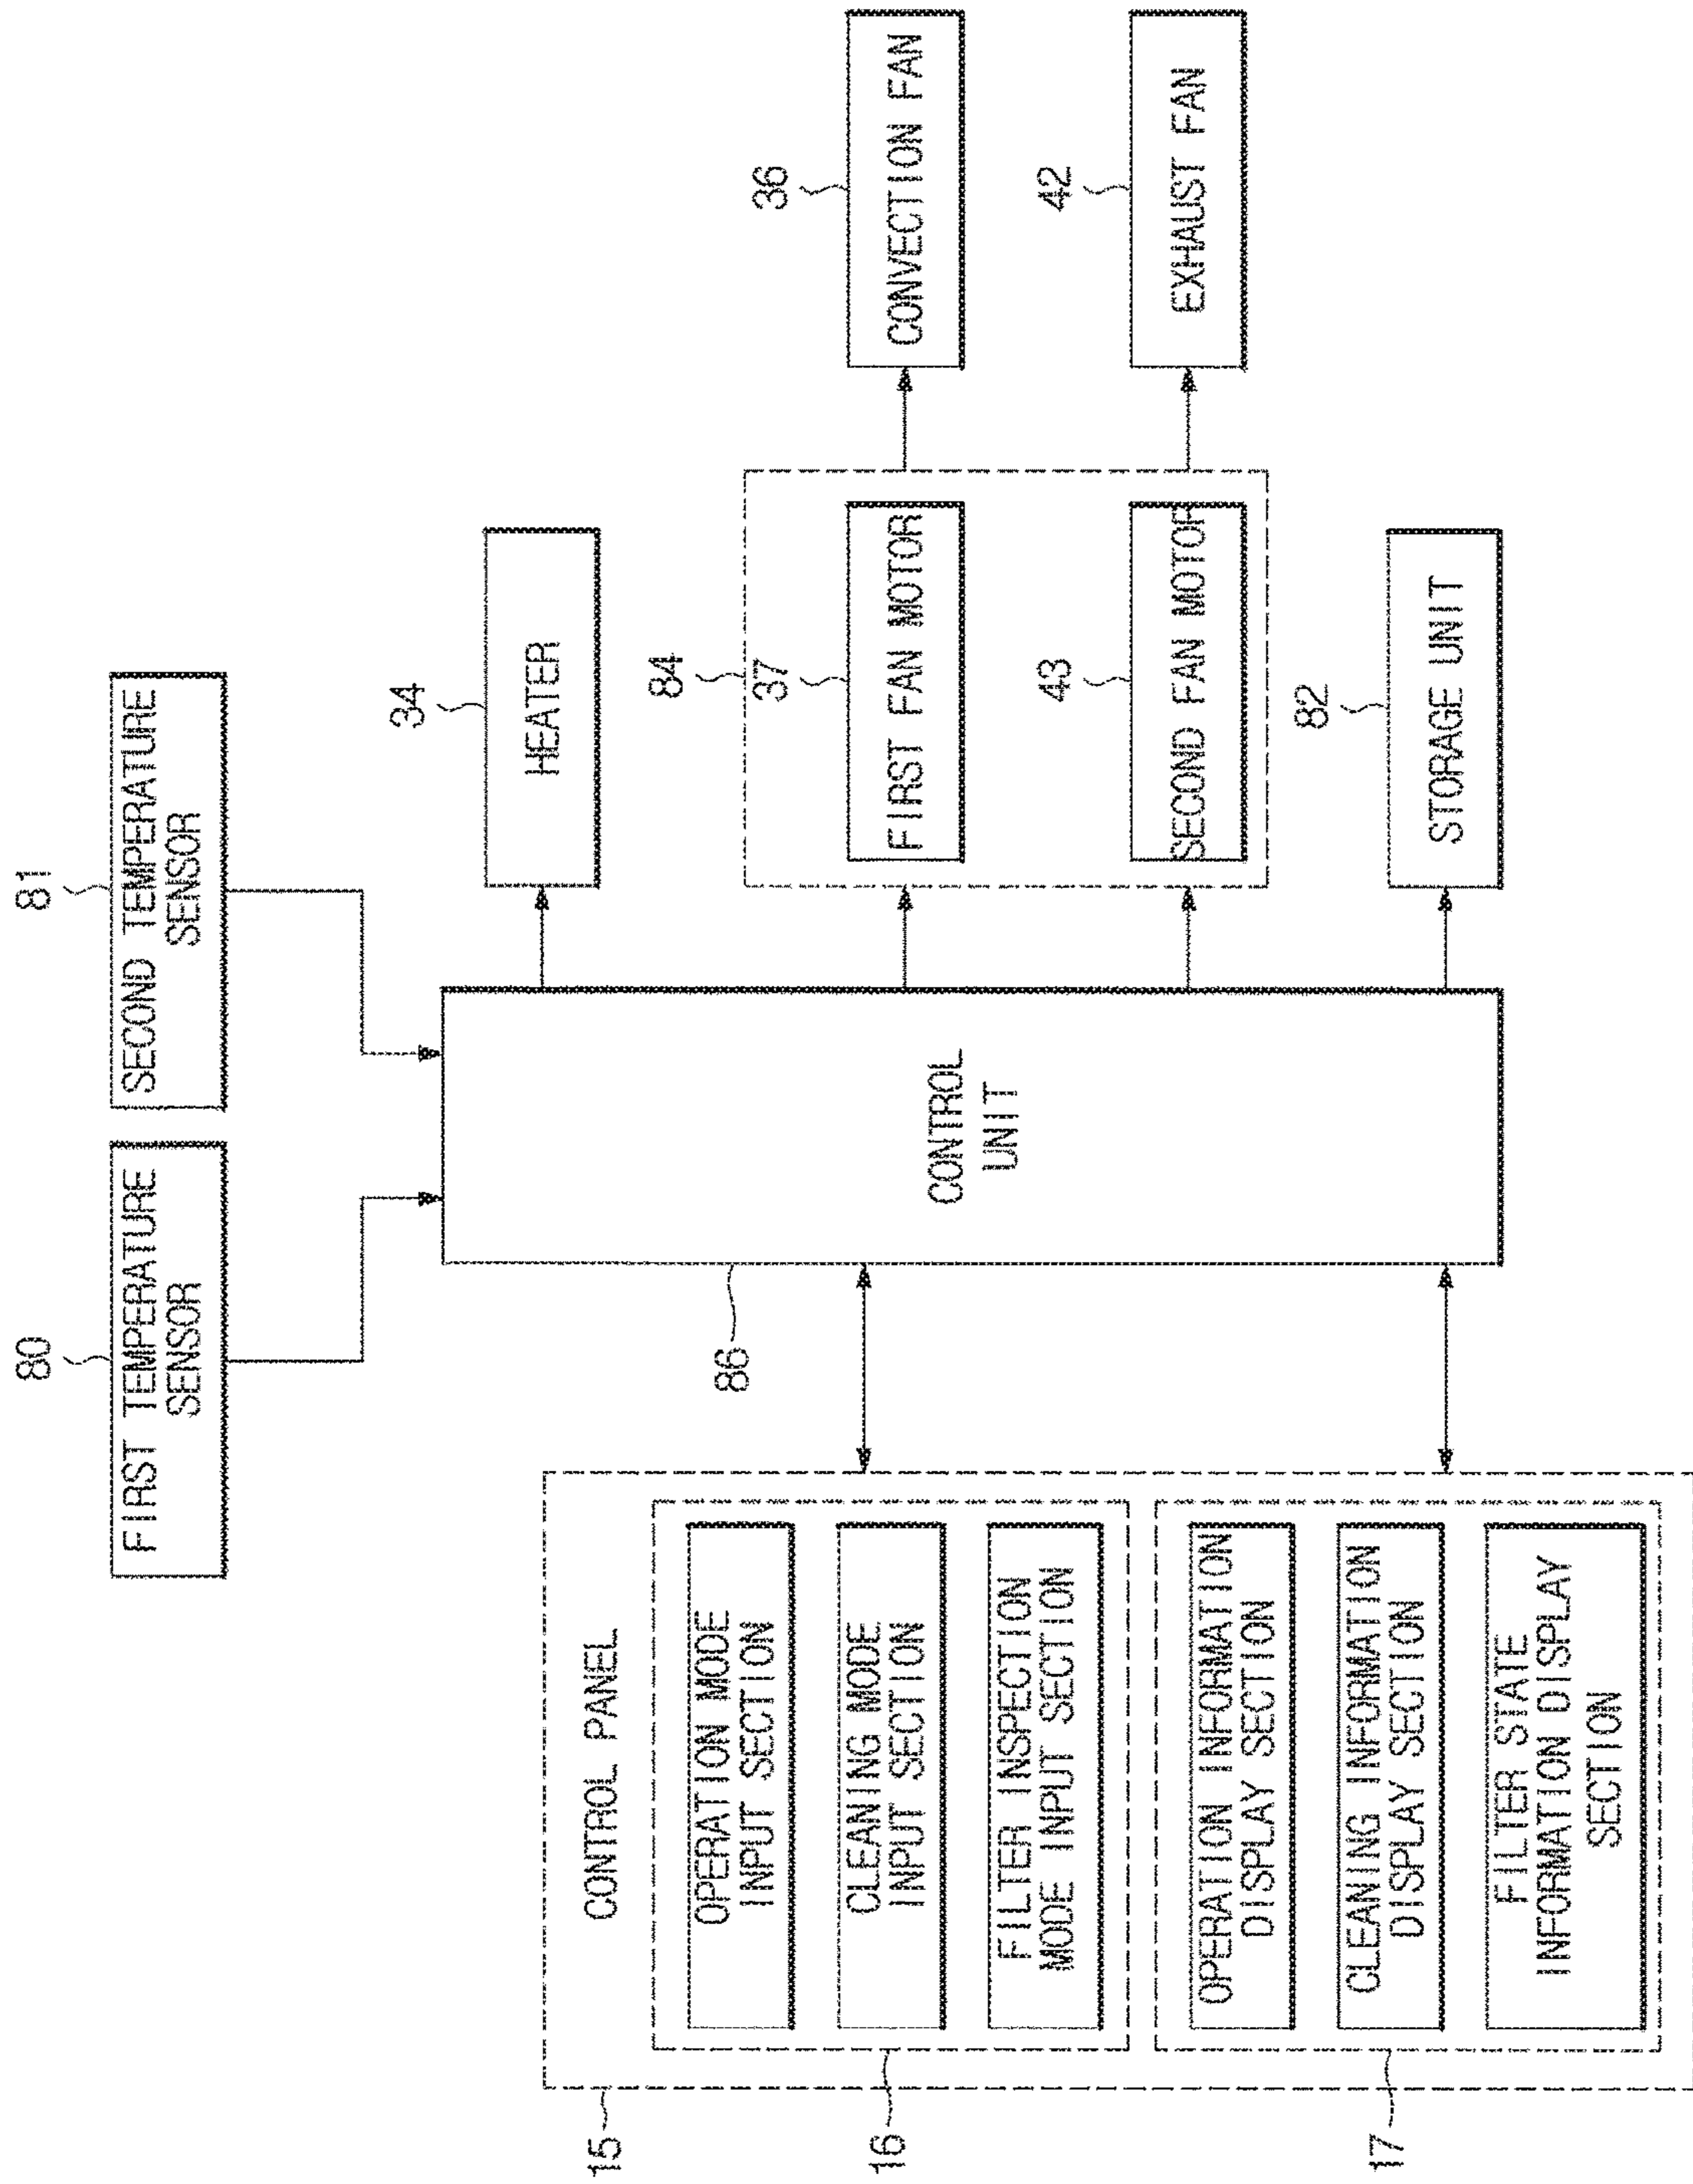 80
FIRST TEMPERATURE
SENSOR
81
SECOND TEMPERATURE
SENSOR
15
CONTROL PANEL
16
OPERATION MODE
INPUT SECTION
CLEANING MODE
INPUT SECTION
FILTER INSPECTION
MODE INPUT SECTION
17
OPERATION INFORMATION
DISPLAY SECTION
CLEANING INFORMATION
DISPLAY SECTION
FILTER STATE
INFORMATION DISPLAY
SECTION
86
CONTROL
UNIT
34
HEATER
84
37
FIRST FAN MOTOR
43
SECOND FAN MOTOR
82
STORAGE UNIT
36
CONVECTION FAN
42
EXHAUST FAN